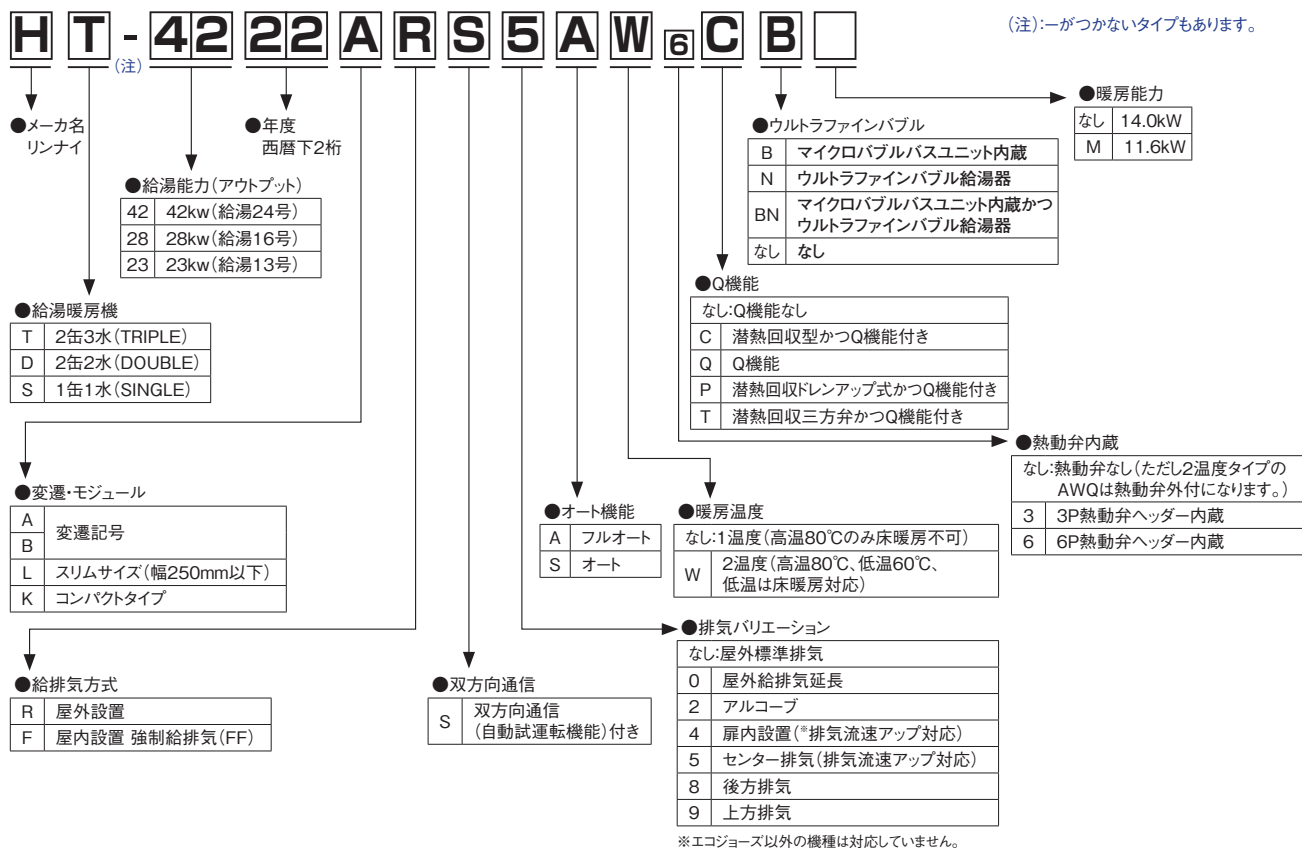 HT-4222ARS5AW6CB
(注)
(注):ーがつかないタイプもあります。
●メーカ名
リンナイ
●年度
西暦下2桁
●給湯能力(アウトプット)
42 42kw(給湯24号)
28 28kw(給湯16号)
23 23kw(給湯13号)
●給湯暖房機
T 2缶3水(TRIPLE)
D 2缶2水(DOUBLE)
S 1缶1水(SINGLE)
●変遷・モジュール
A
B
変遷記号
L スリムサイズ(幅250mm以下)
K コンパクトタイプ
●給排気方式
R 屋外設置
F 屋内設置 強制給排気(FF)
●双方向通信
S 双方向通信
(自動試運転機能)付き
●オート機能
A フルオート
S オート
●暖房温度
なし:1温度(高温80℃のみ床暖房不可)
W 2温度(高温80℃、低温60℃、
低温は床暖房対応)
●排気バリエーション
なし:屋外標準排気
0 屋外給排気延長
2 アルコーブ
4 扉内設置(※排気流速アップ対応)
5 センター排気(排気流速アップ対応)
8 後方排気
9 上方排気
※エコジョーズ以外の機種は対応していません。
●熱動弁内蔵
なし:熱動弁なし(ただし2温度タイプの
AWQは熱動弁外付になります。)
3 3P熱動弁ヘッダー内蔵
6 6P熱動弁ヘッダー内蔵
●Q機能
なし:Q機能なし
C 潜熱回収型かつQ機能付き
Q Q機能
P 潜熱回収ドレンアップ式かつQ機能付き
T 潜熱回収三方弁かつQ機能付き
●ウルトラファインバブル
B マイクロバブルバスユニット内蔵
N ウルトラファインバブル給湯器
BN マイクロバブルバスユニット内蔵かつ
ウルトラファインバブル給湯器
なし なし
●暖房能力
なし 14.0kW
M 11.6kW